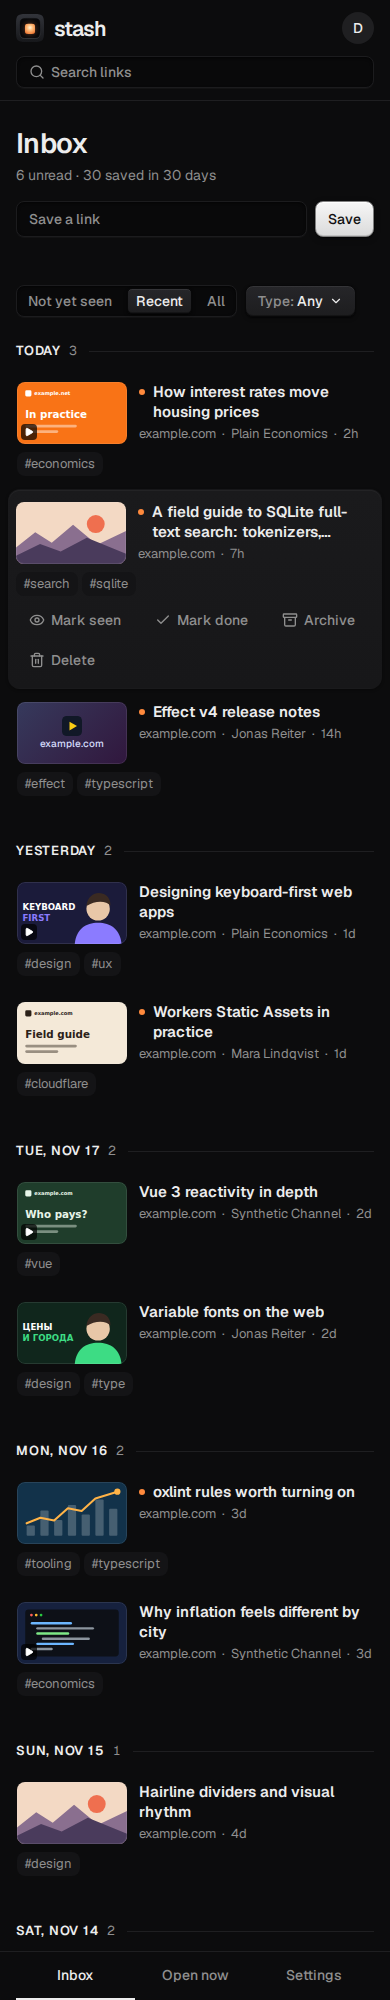 stash
D
Search links
Inbox
6 unread · 30 saved in 30 days
Save a link
Save
Not yet seen
Recent
All
Type: Any
TODAY 3
example.net
In practice
How interest rates move
housing prices
example.com · Plain Economics · 2h
#economics
A field guide to SQLite full-
text search: tokenizers,...
example.com · 7h
#search
#sqlite
Mark seen
Mark done
Archive
Delete
example.com
Effect v4 release notes
example.com · Jonas Reiter · 14h
#effect
#typescript
YESTERDAY 2
KEYBOARD
FIRST
Designing keyboard-first web
apps
example.com · Plain Economics · 1d
#design
#ux
example.com
Field guide
Workers Static Assets in
practice
example.com · Mara Lindqvist · 1d
#cloudflare
TUE, NOV 17 2
example.com
Who pays?
Vue 3 reactivity in depth
example.com · Synthetic Channel · 2d
#vue
ЦЕНЫ
И ГОРОДА
Variable fonts on the web
example.com · Jonas Reiter · 2d
#design
#type
MON, NOV 16 2
oxlint rules worth turning on
example.com · 3d
#tooling
#typescript
Why inflation feels different by
city
example.com · Synthetic Channel · 3d
#economics
SUN, NOV 15 1
Hairline dividers and visual
rhythm
example.com · 4d
#design
SAT, NOV 14 2
Inbox
Open now
Settings